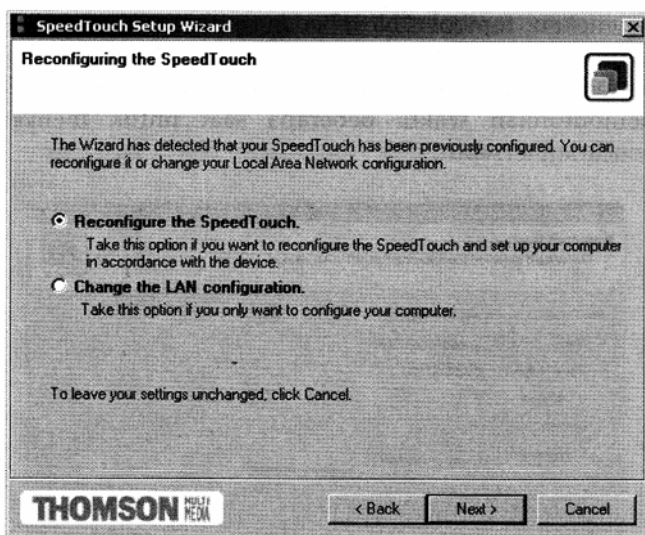 SpeedTouch Setup Wizard
Reconfiguring the SpeedTouch
The Wizard has detected that your SpeedTouch has been previously configured. You can
reconfigure it or change your Local Area Network configuration.
Reconfigure the SpeedTouch.
Take this option if you want to reconfigure the SpeedTouch and set up your computer
in accordance with the device.
Change the LAN configuration.
Take this option if you only want to configure your computer.
To leave your settings unchanged, click Cancel.
THOMSON MULTI MEDIA
< Back Next > Cancel